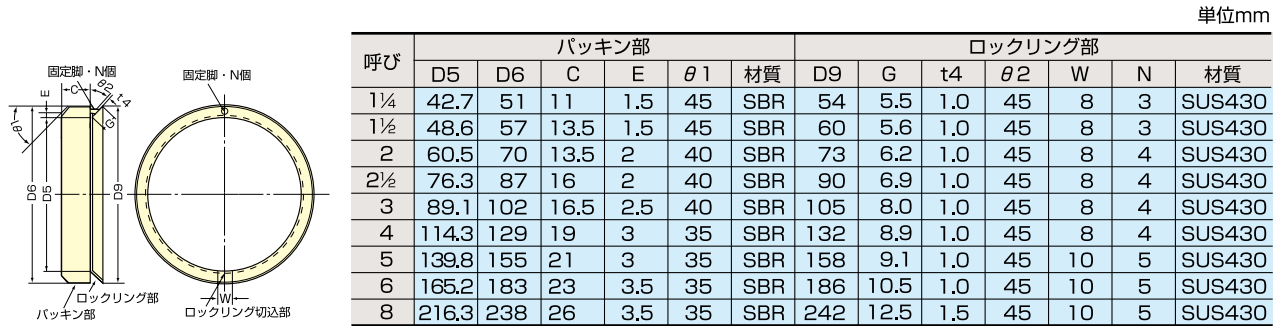 単位mm
固定脚・N個
固定脚・N個
C
θ2
t4
E
G
θ1
D6
D5
D9
W
ロックリング部
パッキン部
ロックリング切込部
呼び パッキン部 ロックリング部
D5 D6 C E θ1 材質 D9 G t4 θ2 W N 材質
1¼ 42.7 51 11 1.5 45 SBR 54 5.5 1.0 45 8 3 SUS430
1½ 48.6 57 13.5 1.5 45 SBR 60 5.6 1.0 45 8 3 SUS430
2 60.5 70 13.5 2 40 SBR 73 6.2 1.0 45 8 4 SUS430
2½ 76.3 87 16 2 40 SBR 90 6.9 1.0 45 8 4 SUS430
3 89.1 102 16.5 2.5 40 SBR 105 8.0 1.0 45 8 4 SUS430
4 114.3 129 19 3 35 SBR 132 8.9 1.0 45 8 4 SUS430
5 139.8 155 21 3 35 SBR 158 9.1 1.0 45 10 5 SUS430
6 165.2 183 23 3.5 35 SBR 186 10.5 1.0 45 10 5 SUS430
8 216.3 238 26 3.5 35 SBR 242 12.5 1.5 45 10 5 SUS430